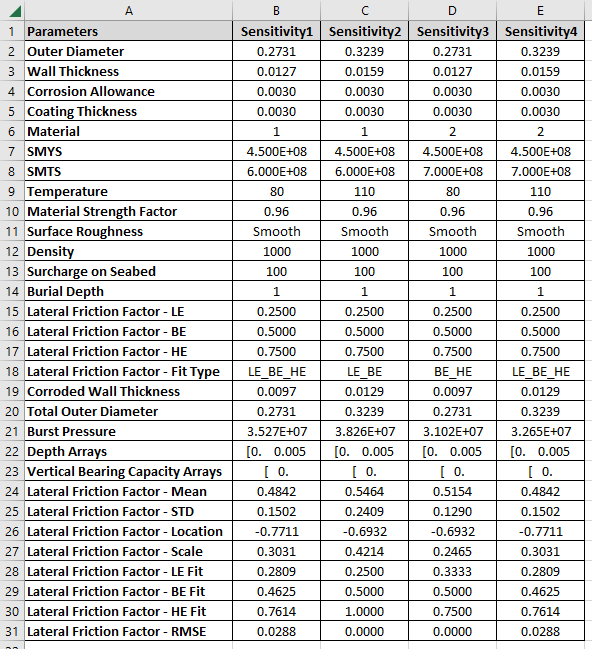 A B C D E
1 Parameters Sensitivity1 Sensitivity2 Sensitivity3 Sensitivity4
2 Outer Diameter 0.2731 0.3239 0.2731 0.3239
3 Wall Thickness 0.0127 0.0159 0.0127 0.0159
4 Corrosion Allowance 0.0030 0.0030 0.0030 0.0030
5 Coating Thickness 0.0030 0.0030 0.0030 0.0030
6 Material 1 1 2 2
7 SMYS 4.500E+08 4.500E+08 4.500E+08 4.500E+08
8 SMTS 6.000E+08 6.000E+08 7.000E+08 7.000E+08
9 Temperature 80 110 80 110
10 Material Strength Factor 0.96 0.96 0.96 0.96
11 Surface Roughness Smooth Smooth Smooth Smooth
12 Density 1000 1000 1000 1000
13 Surcharge on Seabed 100 100 100 100
14 Burial Depth 1 1 1 1
15 Lateral Friction Factor - LE 0.2500 0.2500 0.2500 0.2500
16 Lateral Friction Factor - BE 0.5000 0.5000 0.5000 0.5000
17 Lateral Friction Factor - HE 0.7500 0.7500 0.7500 0.7500
18 Lateral Friction Factor - Fit Type LE_BE_HE LE_BE BE_HE LE_BE_HE
19 Corroded Wall Thickness 0.0097 0.0129 0.0097 0.0129
20 Total Outer Diameter 0.2731 0.3239 0.2731 0.3239
21 Burst Pressure 3.527E+07 3.826E+07 3.102E+07 3.265E+07
22 Depth Arrays [0. 0.005 [0. 0.005 [0. 0.005 [0. 0.005
23 Vertical Bearing Capacity Arrays [ 0. [ 0. [ 0. [ 0.
24 Lateral Friction Factor - Mean 0.4842 0.5464 0.5154 0.4842
25 Lateral Friction Factor - STD 0.1502 0.2409 0.1290 0.1502
26 Lateral Friction Factor - Location -0.7711 -0.6932 -0.6932 -0.7711
27 Lateral Friction Factor - Scale 0.3031 0.4214 0.2465 0.3031
28 Lateral Friction Factor - LE Fit 0.2809 0.2500 0.3333 0.2809
29 Lateral Friction Factor - BE Fit 0.4625 0.5000 0.5000 0.4625
30 Lateral Friction Factor - HE Fit 0.7614 1.0000 0.7500 0.7614
31 Lateral Friction Factor - RMSE 0.0288 0.0000 0.0000 0.0288